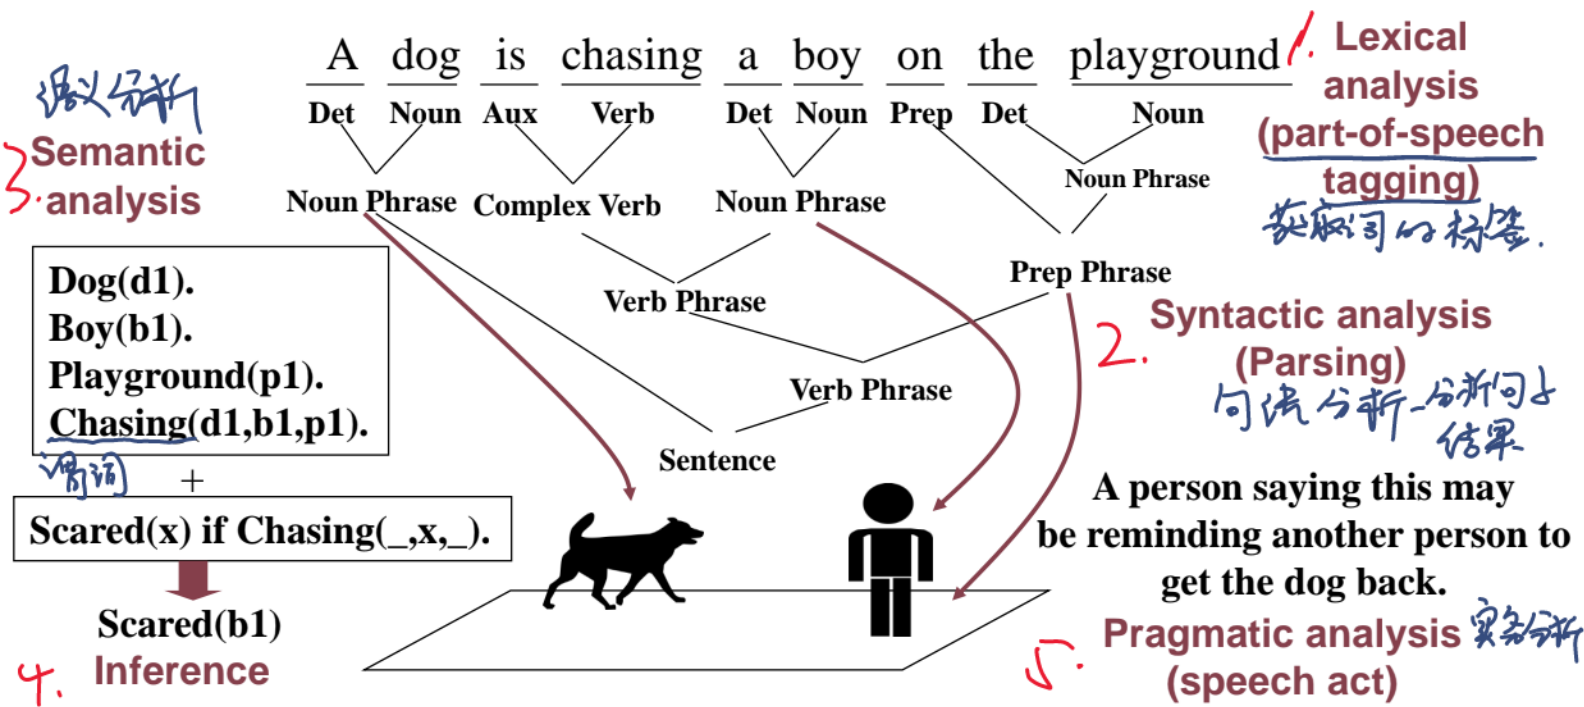 A dog is chasing a boy on the playground
Det Noun Aux Verb Det Noun Prep Det Noun
Noun Phrase Complex Verb Noun Phrase Noun Phrase
Verb Phrase Prep Phrase
Verb Phrase
Sentence
1. Lexical
analysis
(part-of-speech
tagging)
获取词的标签.
2. Syntactic analysis
(Parsing)
句法分析-分析句子
结果
语义分析
3. Semantic
analysis
Dog(d1).
Boy(b1).
Playground(p1).
Chasing(d1,b1,p1).
谓词
+
Scared(x) if Chasing(_,x,_).
Scared(b1)
4. Inference
A person saying this may
be reminding another person to
get the dog back.
5. Pragmatic analysis 实务分析
(speech act)